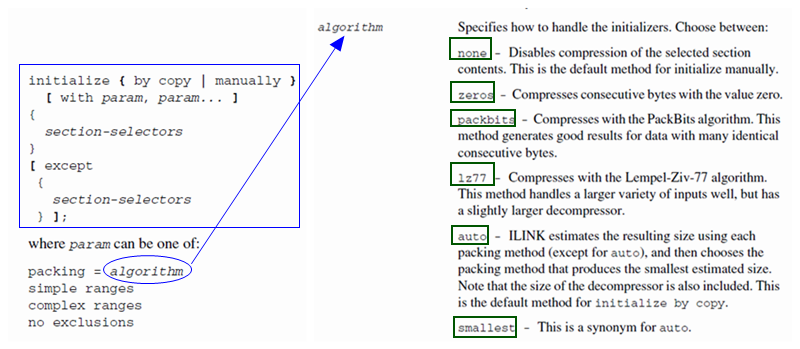 initialize { by copy | manually }
[ with param, param... ]
{
section-selectors
}
[ except
{
section-selectors
} ];
where param can be one of:
packing = algorithm
simple ranges
complex ranges
no exclusions
algorithm
Specifies how to handle the initializers. Choose between:
none – Disables compression of the selected section
contents. This is the default method for initialize manually.
zeros – Compresses consecutive bytes with the value zero.
packbits – Compresses with the PackBits algorithm. This
method generates good results for data with many identical
consecutive bytes.
lz77 – Compresses with the Lempel-Ziv-77 algorithm.
This method handles a larger variety of inputs well, but has
a slightly larger decompressor.
auto – ILINK estimates the resulting size using each
packing method (except for auto), and then chooses the
packing method that produces the smallest estimated size.
Note that the size of the decompressor is also included. This
is the default method for initialize by copy.
smallest – This is a synonym for auto.